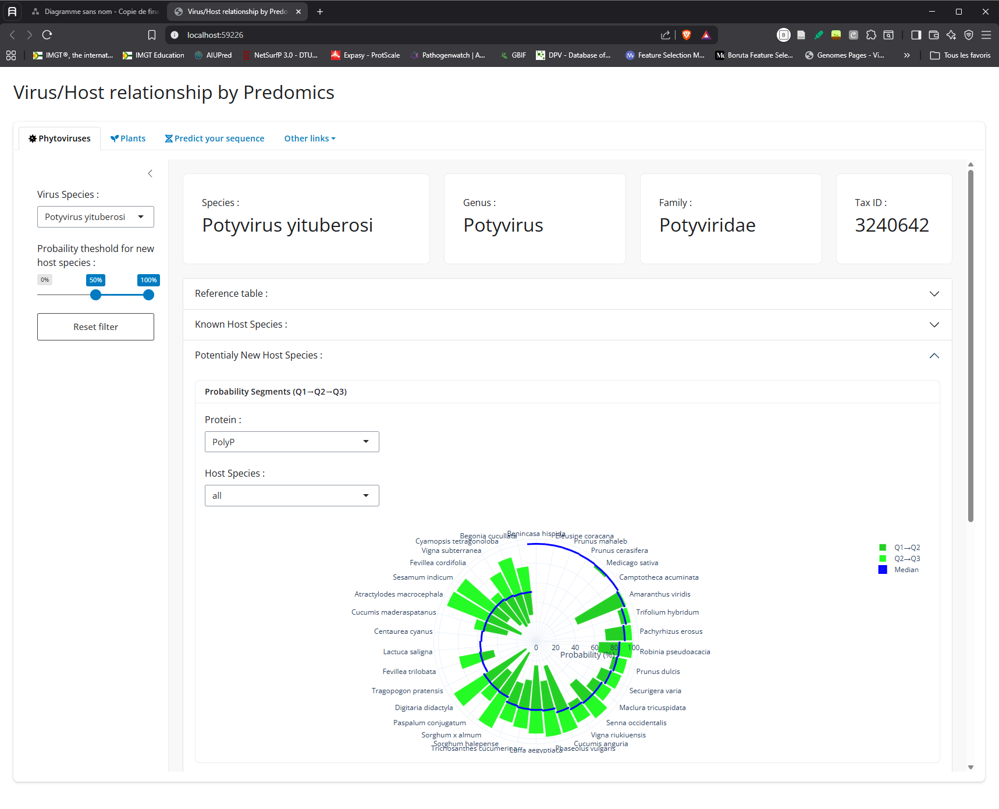 Diagramme sans nom - Copie de fina
Virus/Host relationship by Predo
localhost:59226
IMGT®, the internat...
IMGT Education
AIUPred
NetSurfP 3.0 - DTU...
Expasy - ProtScale
Pathogenwatch | A...
GBIF
DPV - Database of...
Feature Selection M...
Boruta Feature Sele...
Genomes Pages - Vi...
Tous les favoris
Virus/Host relationship by Predomics
Phytoviruses
Plants
Predict your sequence
Other links
Virus Species :
Potyvirus yituberosi
Probaility theshold for new
host species :
0%
50%
100%
Reset filter
Species :
Potyvirus yituberosi
Genus :
Potyvirus
Family :
Potyviridae
Tax ID :
3240642
Reference table :
Known Host Species :
Potentialy New Host Species :
Probability Segments (Q1→Q2→Q3)
Protein :
PolyP
Host Species :
all
Benincasa hispida
Eleusine coracana
Prunus mahaleb
Prunus cerasifera
Medicago sativa
Camptotheca acuminata
Amaranthus viridis
Trifolium hybridum
Pachyrhizus erosus
Robinia pseudoacacia
Prunus dulcis
Securigera varia
Maclura tricuspidata
Senna occidentalis
Vigna riukiuensis
Cucumis anguria
Phaseolus vulgaris
Luffa aegyptiaca
Trichosanthes cucumerina
Sorghum halepense
Sorghum x almum
Paspalum conjugatum
Digitaria didactyla
Tragopogon pratensis
Fevillea trilobata
Lactuca saligna
Centaurea cyanus
Cucumis maderaspatanus
Atractylodes macrocephala
Sesamum indicum
Fevillea cordifolia
Vigna subterranea
Cyamopsis tetragonoloba
Begonia cucullata
0 20 40 60 80 100
Probability (%)
Q1→Q2
Q2→Q3
Median